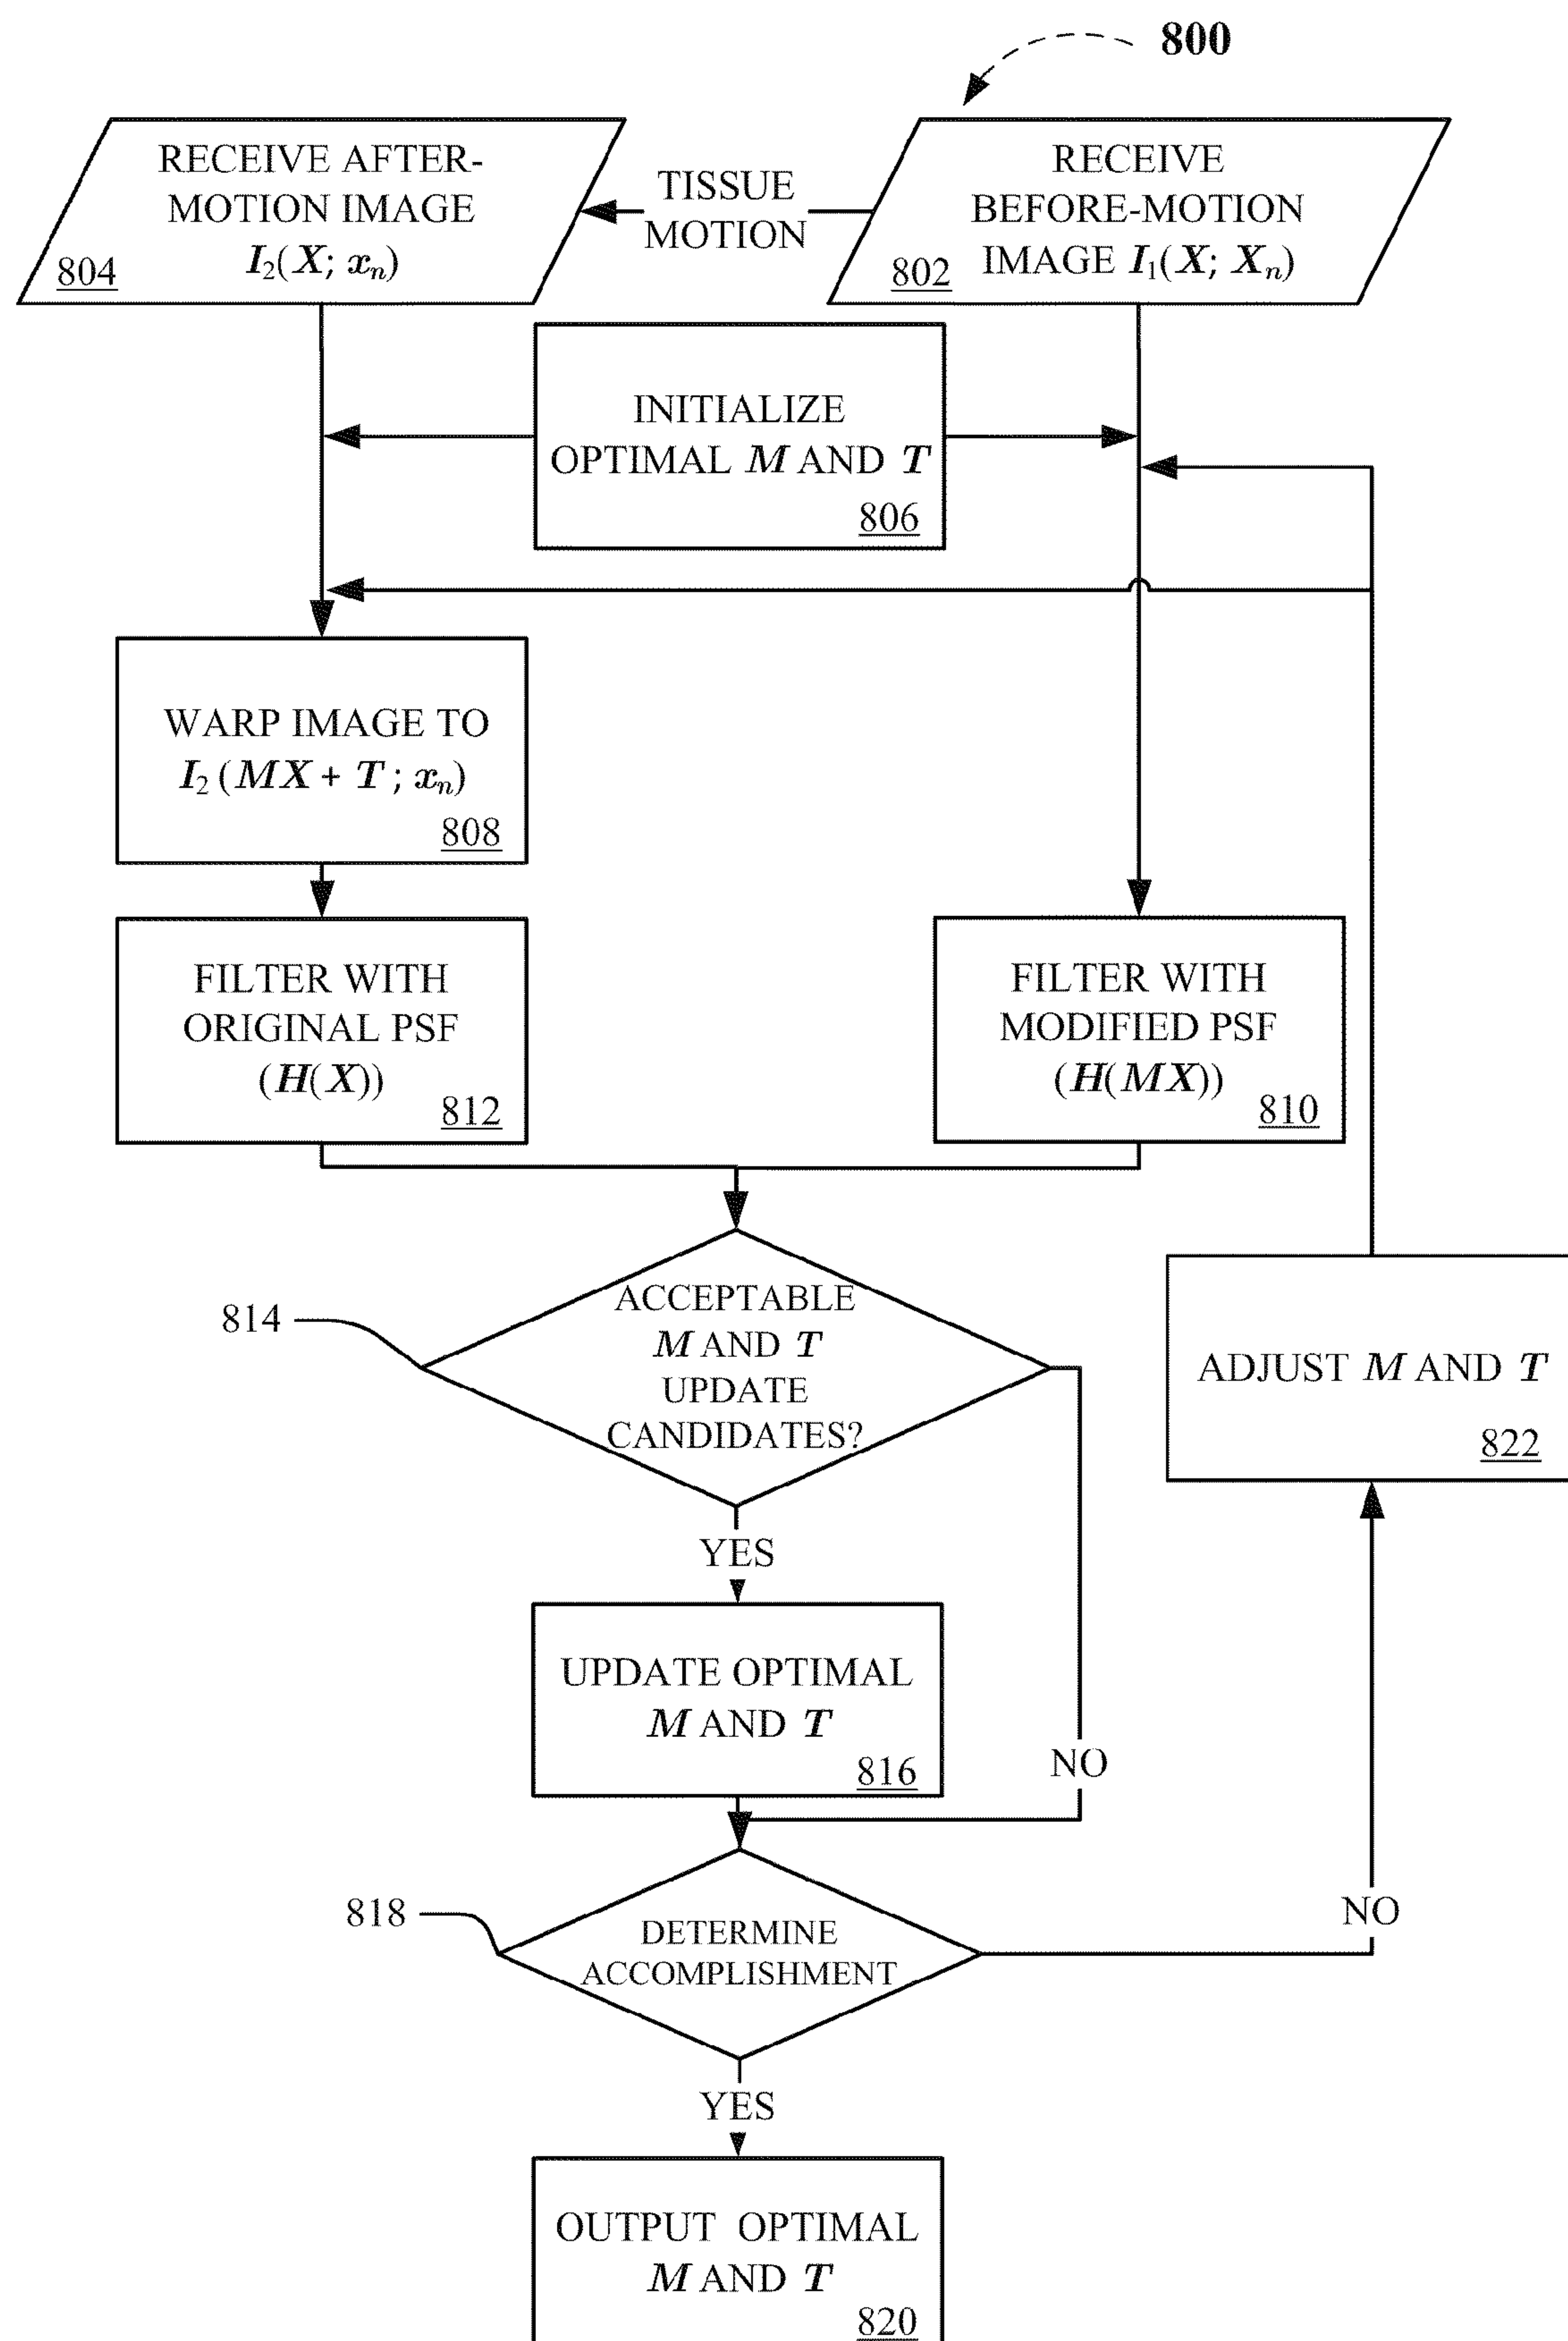 800
RECEIVE AFTER-
MOTION IMAGE
I₂(X; xₙ)
804
TISSUE
MOTION
RECEIVE
BEFORE-MOTION
IMAGE I₁(X; Xₙ)
802
INITIALIZE
OPTIMAL M AND T
806
WARP IMAGE TO
I₂ (MX + T ; xₙ)
808
FILTER WITH
ORIGINAL PSF
(H(X))
812
FILTER WITH
MODIFIED PSF
(H(MX))
810
814
ACCEPTABLE
M AND T
UPDATE
CANDIDATES?
ADJUST M AND T
822
YES
UPDATE OPTIMAL
M AND T
816
NO
818
DETERMINE
ACCOMPLISHMENT
NO
YES
OUTPUT OPTIMAL
M AND T
820